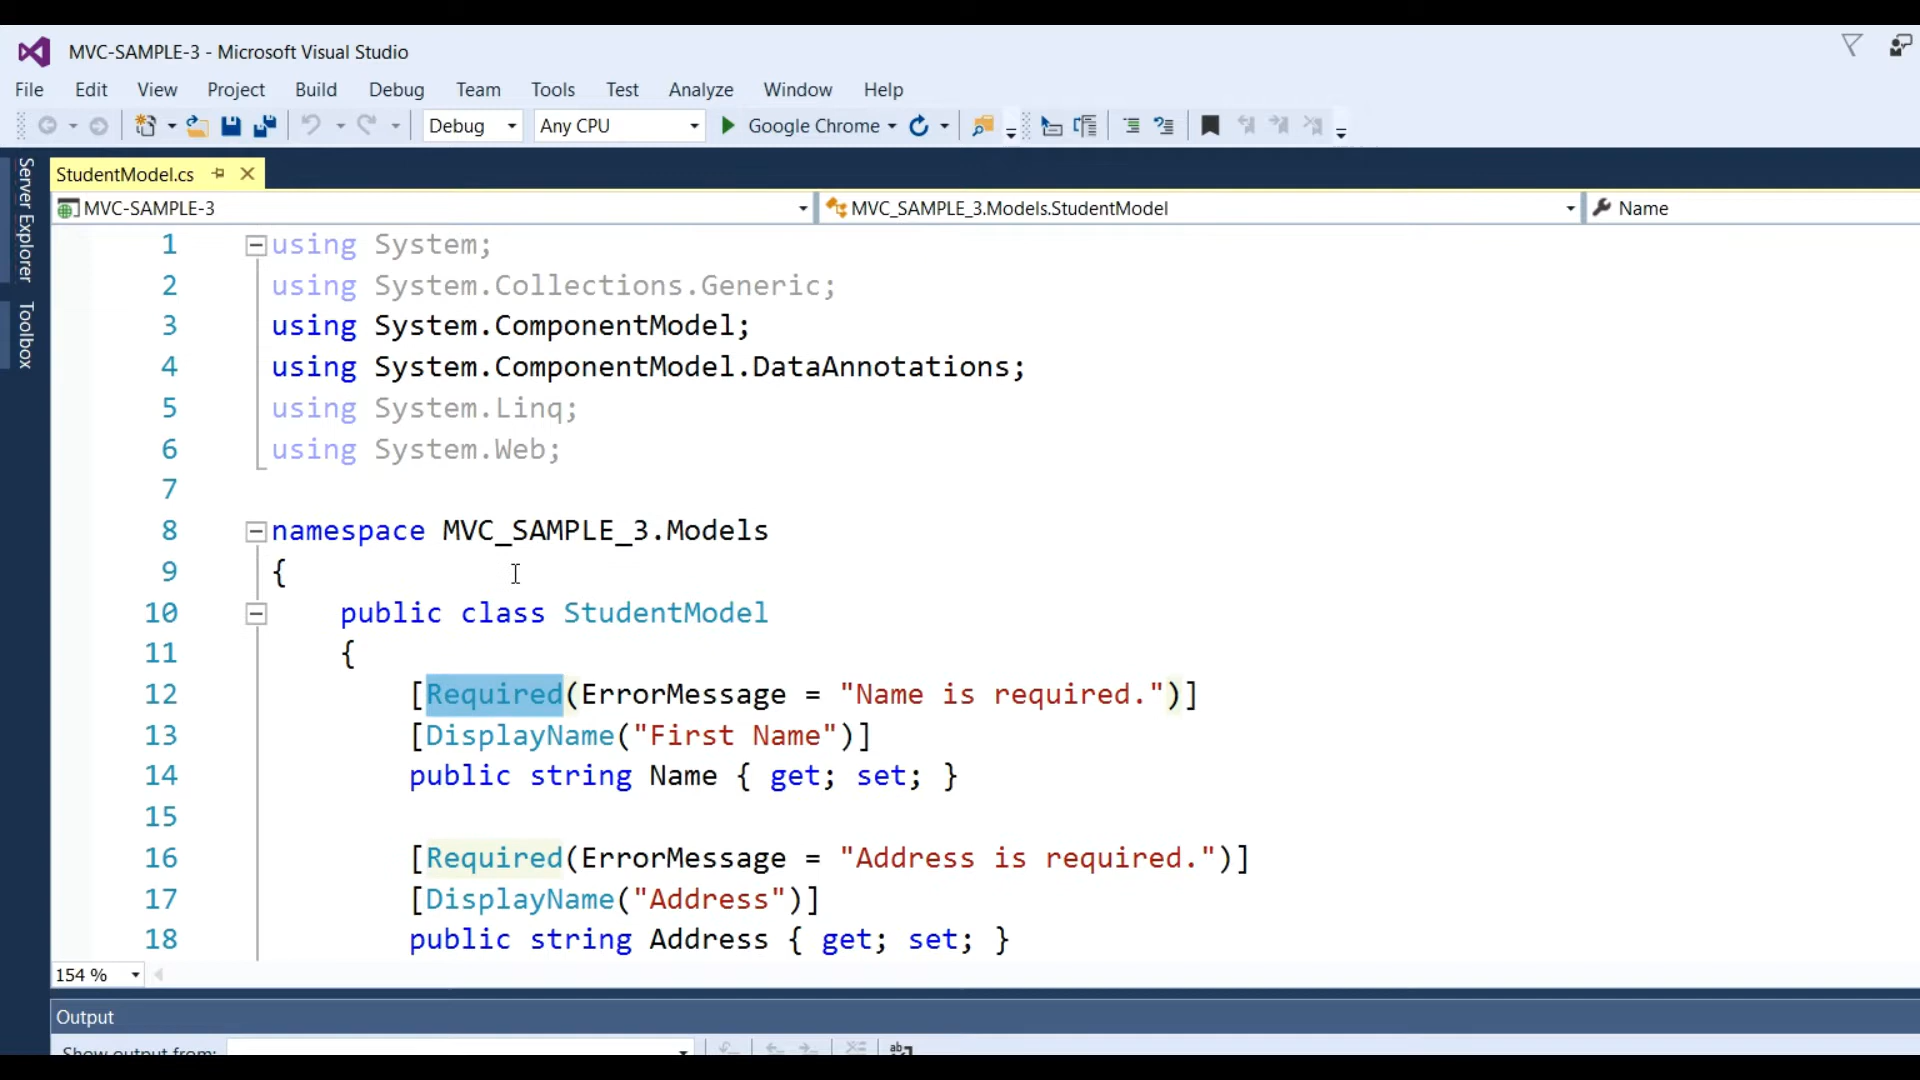 MVC-SAMPLE-3 - Microsoft Visual Studio
File Edit View Project Build Debug Team Tools Test Analyze Window Help
Debug Any CPU Google Chrome
Server Explorer
Toolbox
StudentModel.cs
MVC-SAMPLE-3 MVC_SAMPLE_3.Models.StudentModel Name
1 using System;
2 using System.Collections.Generic;
3 using System.ComponentModel;
4 using System.ComponentModel.DataAnnotations;
5 using System.Linq;
6 using System.Web;
7
8 namespace MVC_SAMPLE_3.Models
9 {
10 public class StudentModel
11 {
12 [Required(ErrorMessage = "Name is required.")]
13 [DisplayName("First Name")]
14 public string Name { get; set; }
15
16 [Required(ErrorMessage = "Address is required.")]
17 [DisplayName("Address")]
18 public string Address { get; set; }
154 %
Output
Show output from: